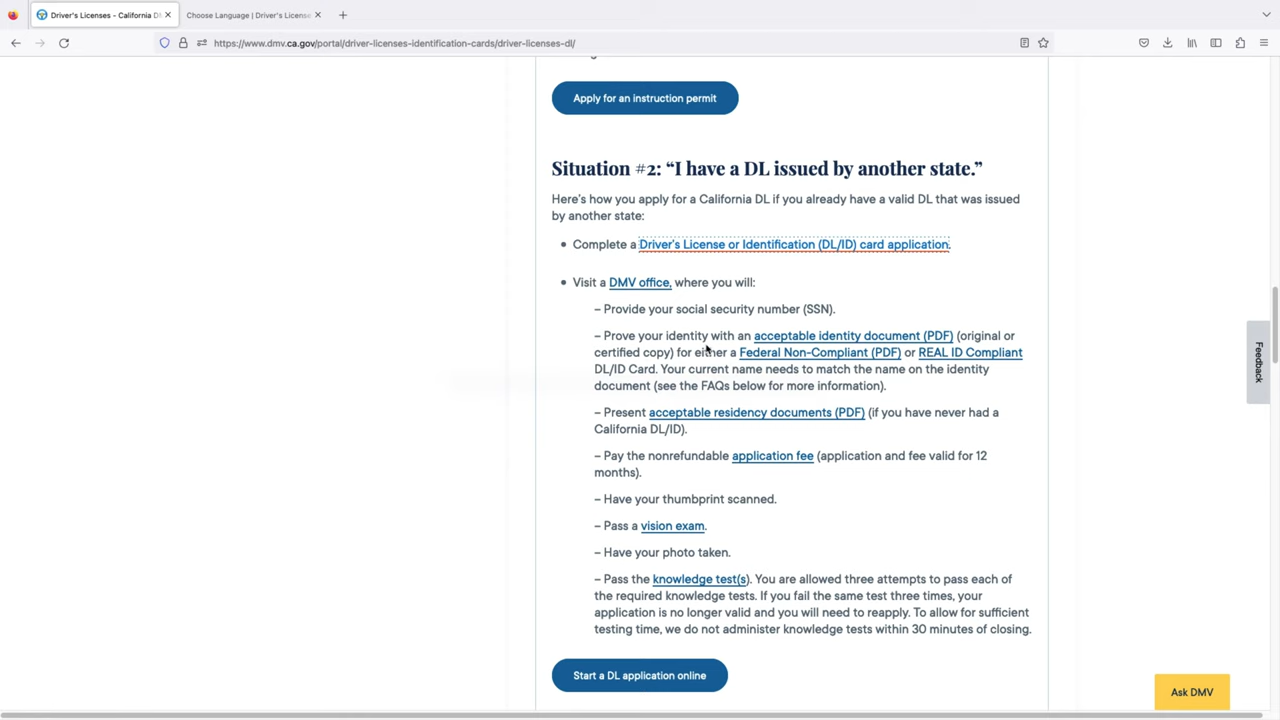 Driver's Licenses - California D
Choose Language | Driver's License
https://www.dmv.ca.gov/portal/driver-licenses-identification-cards/driver-licenses-dl/
Apply for an instruction permit
Situation #2: “I have a DL issued by another state.”
Here's how you apply for a California DL if you already have a valid DL that was issued
by another state:
• Complete a Driver's License or Identification (DL/ID) card application.
• Visit a DMV office, where you will:
– Provide your social security number (SSN).
– Prove your identity with an acceptable identity document (PDF) (original or
certified copy) for either a Federal Non-Compliant (PDF) or REAL ID Compliant
DL/ID Card. Your current name needs to match the name on the identity
document (see the FAQs below for more information).
– Present acceptable residency documents (PDF) (if you have never had a
California DL/ID).
– Pay the nonrefundable application fee (application and fee valid for 12
months).
– Have your thumbprint scanned.
– Pass a vision exam.
– Have your photo taken.
– Pass the knowledge test(s). You are allowed three attempts to pass each of
the required knowledge tests. If you fail the same test three times, your
application is no longer valid and you will need to reapply. To allow for sufficient
testing time, we do not administer knowledge tests within 30 minutes of closing.
Start a DL application online
Feedback
Ask DMV